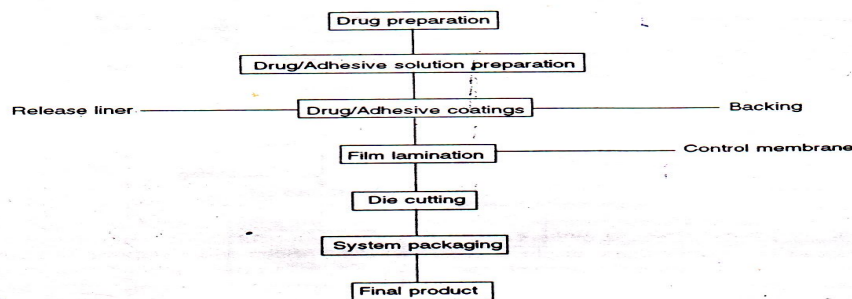 Drug preparation
Drug/Adhesive solution preparation
Release liner
Drug/Adhesive coatings
Backing
Film lamination
Control membrane
Die cutting
System packaging
Final product